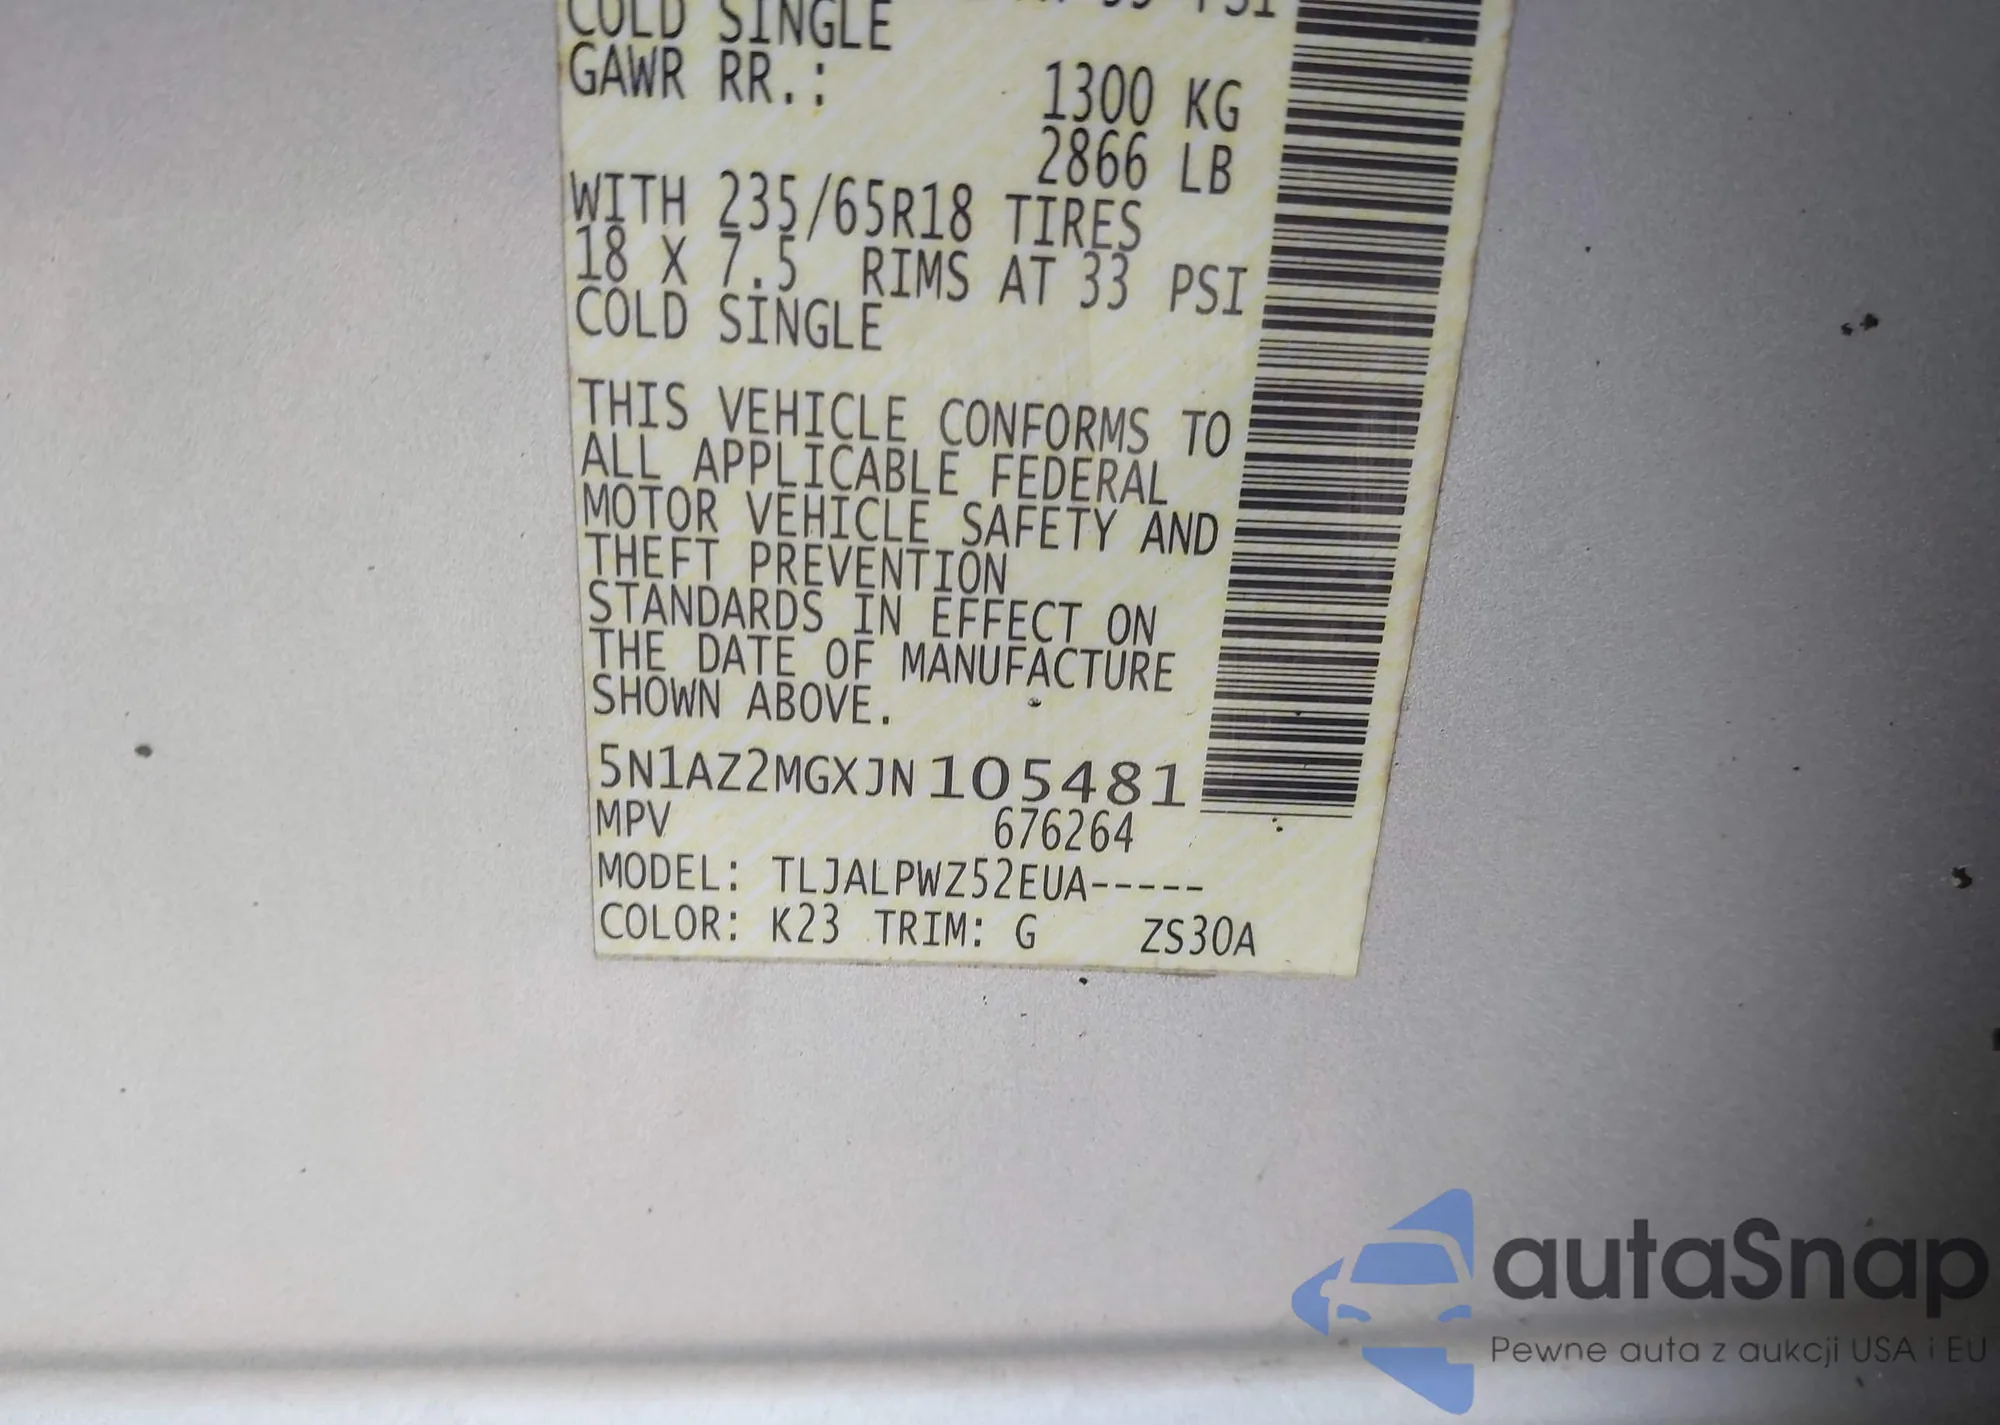 COLD SINGLE
GAWR RR.: 1300 KG
2866 LB
WITH 235/65R18 TIRES
18 X 7.5 RIMS AT 33 PSI
COLD SINGLE
THIS VEHICLE CONFORMS TO
ALL APPLICABLE FEDERAL
MOTOR VEHICLE SAFETY AND
THEFT PREVENTION
STANDARDS IN EFFECT ON
THE DATE OF MANUFACTURE
SHOWN ABOVE.
5N1AZ2MGXJN105481
MPV 676264
MODEL: TLJALPWZ52EUA-----
COLOR: K23 TRIM: G ZS30A
autaSnap
Pewne auta z aukcji USA i EU